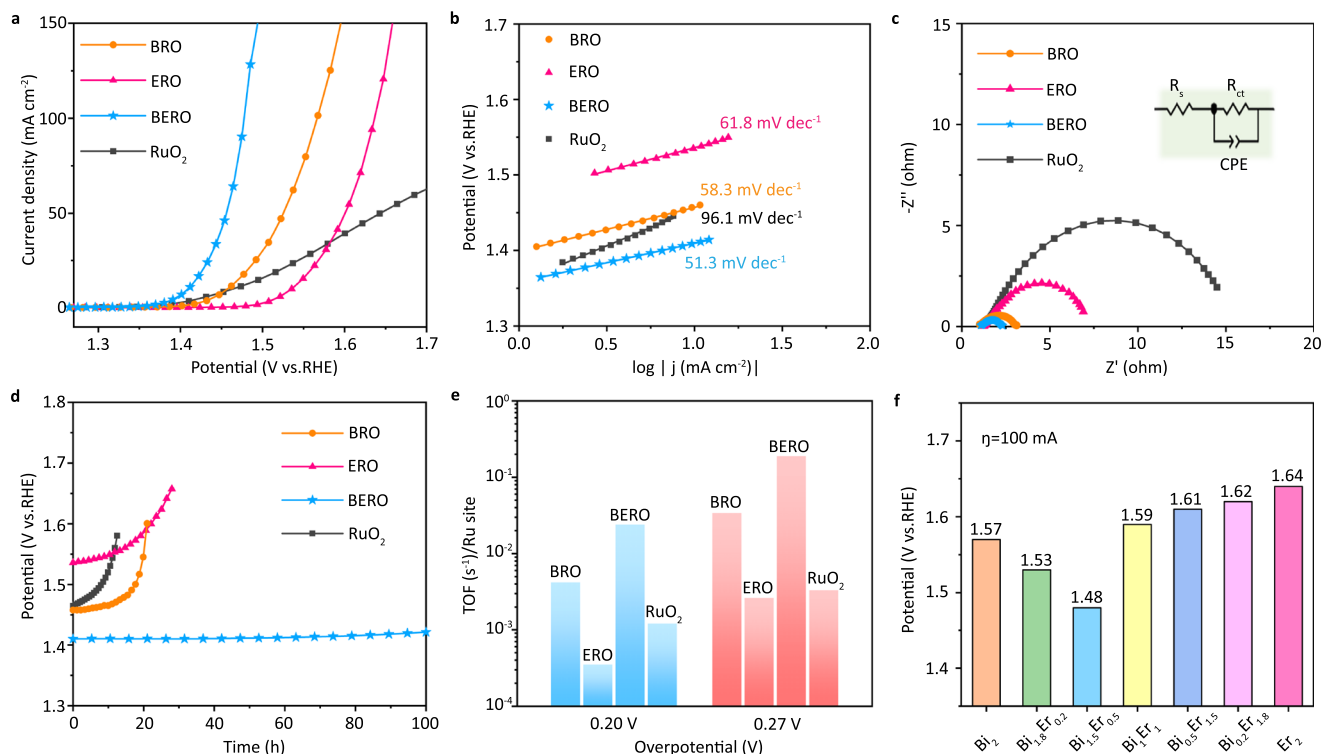 a
150
100
50
0
Current density (mA cm⁻²)
BRO
ERO
BERO
RuO₂
1.3 1.4 1.5 1.6 1.7
Potential (V vs.RHE)
b
1.7
1.6
1.5
1.4
1.3
Potential (V vs.RHE)
BRO
ERO
BERO
RuO₂
61.8 mV dec⁻¹
58.3 mV dec⁻¹
96.1 mV dec⁻¹
51.3 mV dec⁻¹
0.0 0.5 1.0 1.5 2.0
log | j (mA cm⁻²)|
c
15
10
5
0
-Z'' (ohm)
BRO
ERO
BERO
RuO₂
Rₛ R_ct
CPE
0 5 10 15 20
Z' (ohm)
d
1.8
1.7
1.6
1.5
1.4
1.3
Potential (V vs.RHE)
BRO
ERO
BERO
RuO₂
0 20 40 60 80 100
Time (h)
e
10⁰
10⁻¹
10⁻²
10⁻³
10⁻⁴
TOF (s⁻¹)/Ru site
BRO
ERO
BERO
RuO₂
BRO
ERO
BERO
RuO₂
0.20 V 0.27 V
Overpotential (V)
f
1.7
1.6
1.5
1.4
Potential (V vs.RHE)
ŋ=100 mA
1.57
1.53
1.48
1.59
1.61
1.62
1.64
Bi₂
Bi₁.₈Er₀.₂
Bi₁.₅Er₀.₅
Bi₁Er₁
Bi₀.₅Er₁.₅
Bi₀.₂Er₁.₈
Er₂